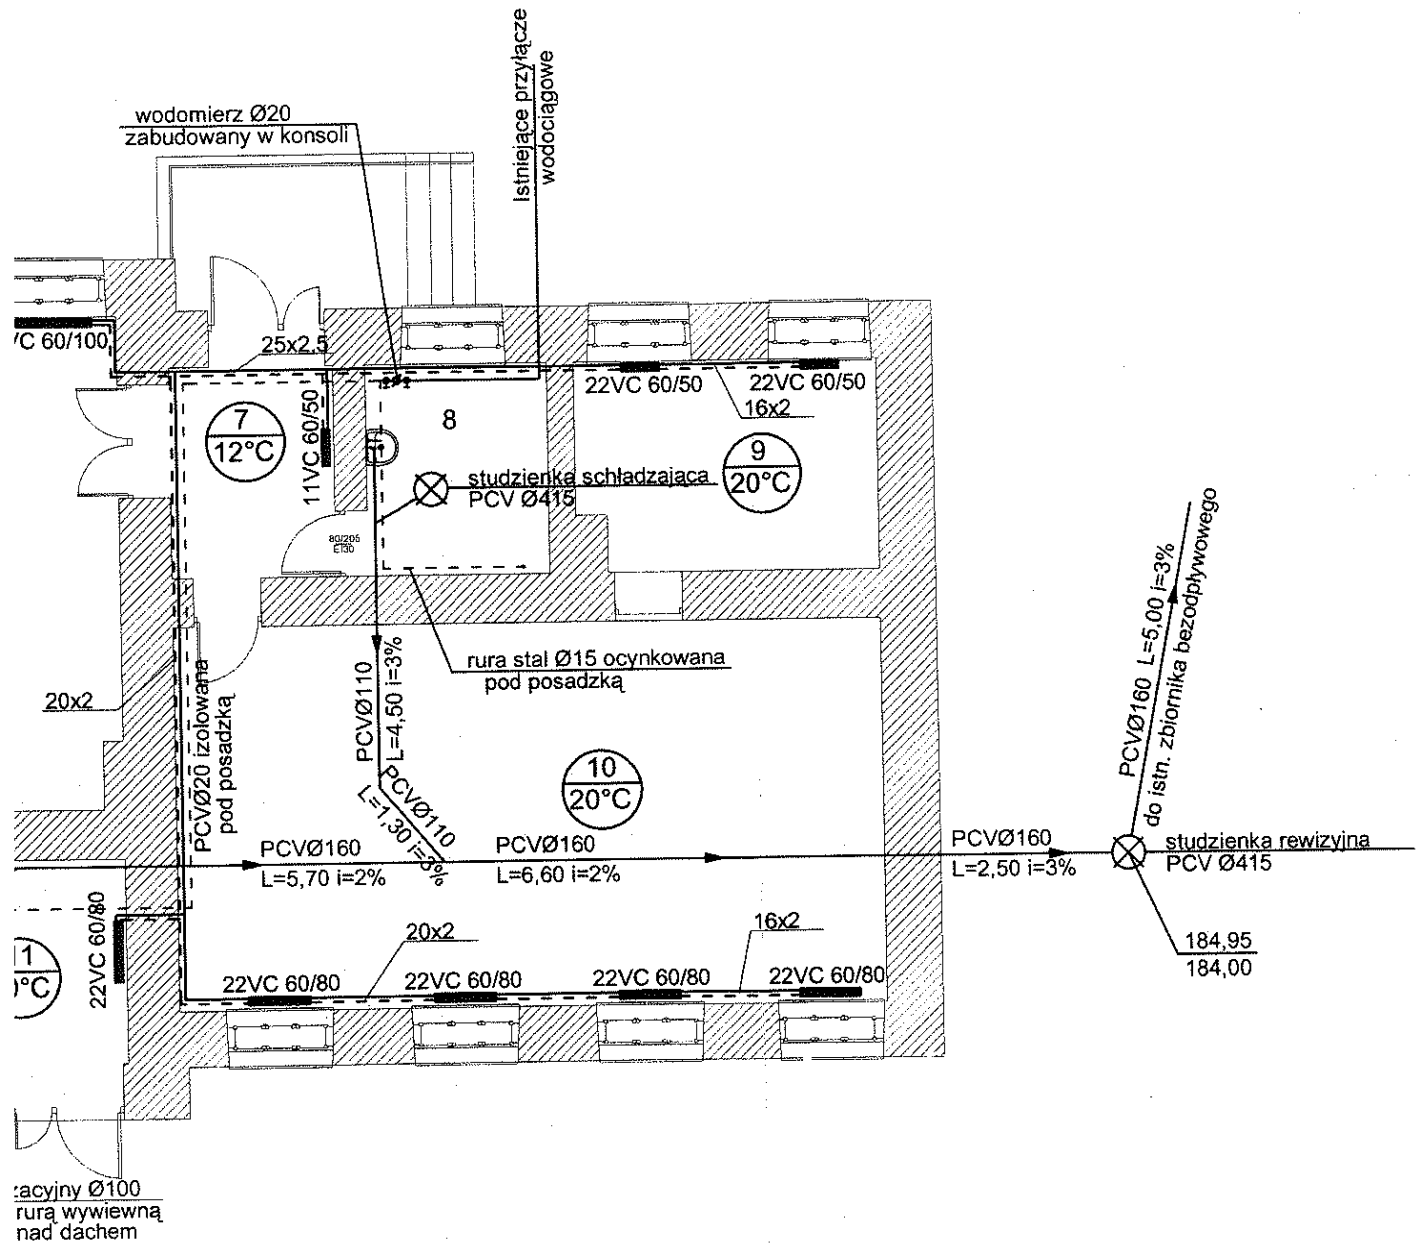 Istniejące przyłącze
wodociągowe
wodomierz Ø20
zabudowany w konsoli
VC 60/100
25x2,5
22VC 60/50
22VC 60/50
16x2
7
12°C
11VC 60/50
8
9
20°C
studzienka schładzająca
PCV Ø415
80/205
EI30
rura stal Ø15 ocynkowana
pod posadzką
20x2
PCVØ20 izolowana
pod posadzką
PCVØ110
L=4,50 i=3%
PCVØ110
L=1,30 i=3%
10
20°C
PCVØ160 L=5,00 i=3%
do istn. zbiornika bezodpływowego
PCVØ160
L=5,70 i=2%
PCVØ160
L=6,60 i=2%
PCVØ160
L=2,50 i=3%
studzienka rewizyjna
PCV Ø415
184,95
184,00
22VC 60/80
11
0°C
20x2
16x2
22VC 60/80
22VC 60/80
22VC 60/80
22VC 60/80
zacyjny Ø100
rurą wywiewną
nad dachem